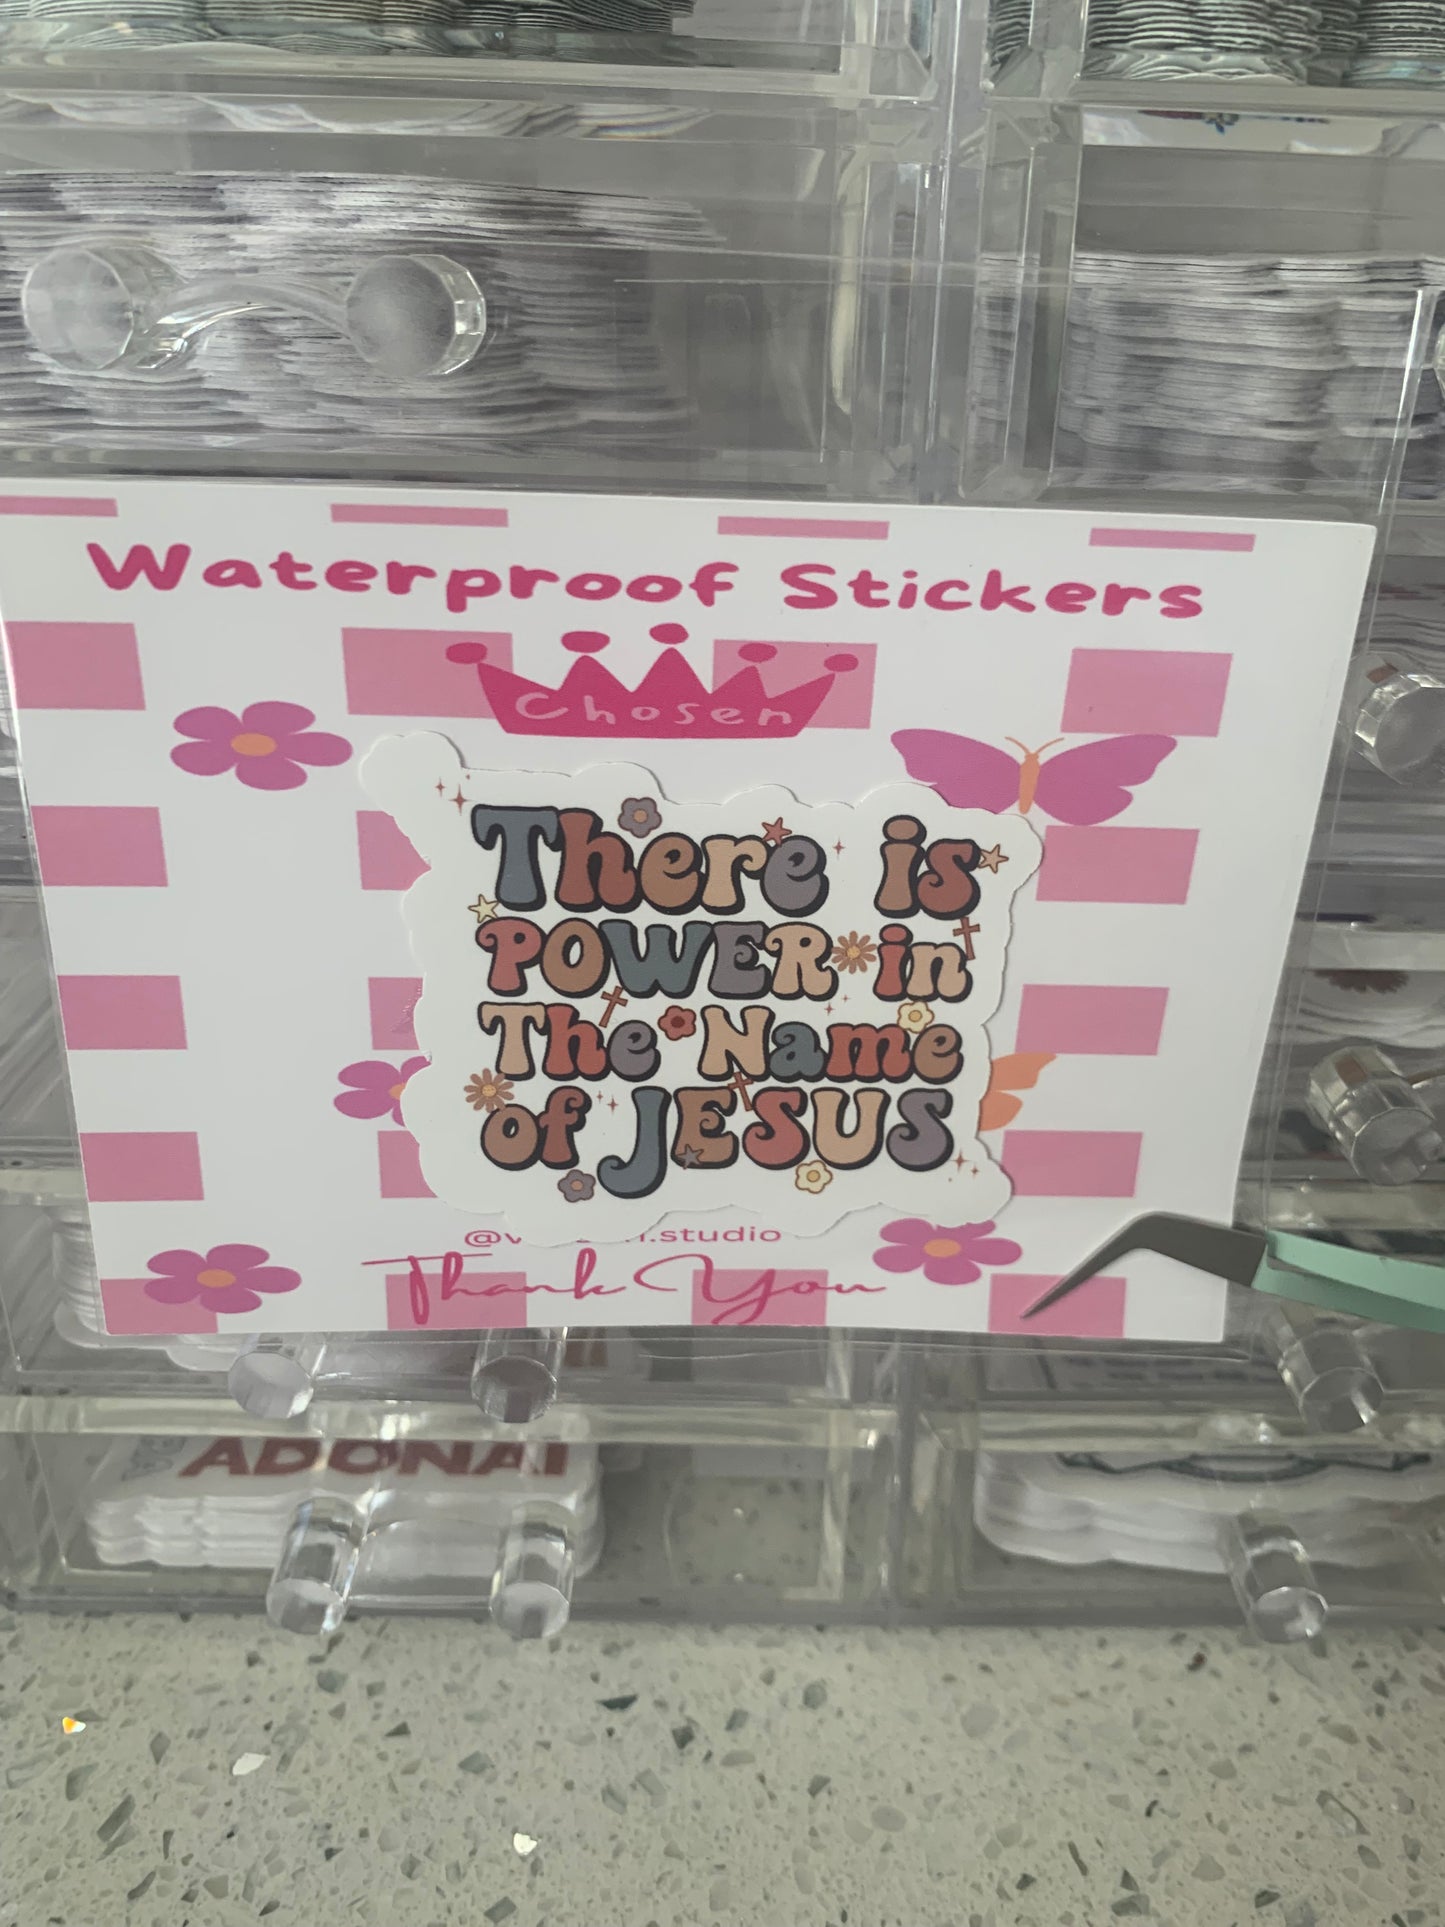 Waterproof Stickers
Chosen
There is
POWER in
The Name
of JESUS
.studio
Thank You
ADONAI